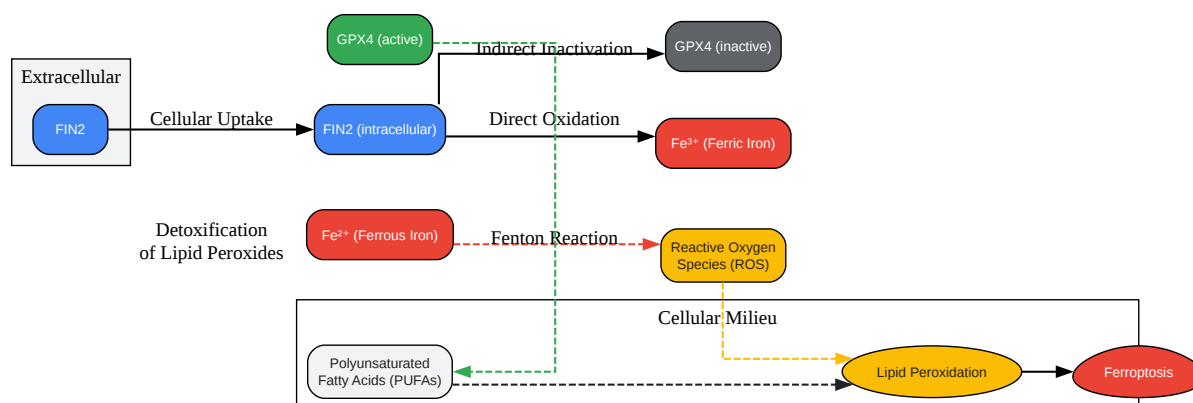 GPX4 (active)
Indirect Inactivation
GPX4 (inactive)
Extracellular
FIN2
Cellular Uptake
FIN2 (intracellular)
Direct Oxidation
Fe³⁺ (Ferric Iron)
Detoxification
of Lipid Peroxides
Fe²⁺ (Ferrous Iron)
Fenton Reaction
Reactive Oxygen
Species (ROS)
Cellular Milieu
Polyunsaturated
Fatty Acids (PUFAs)
Lipid Peroxidation
Ferroptosis